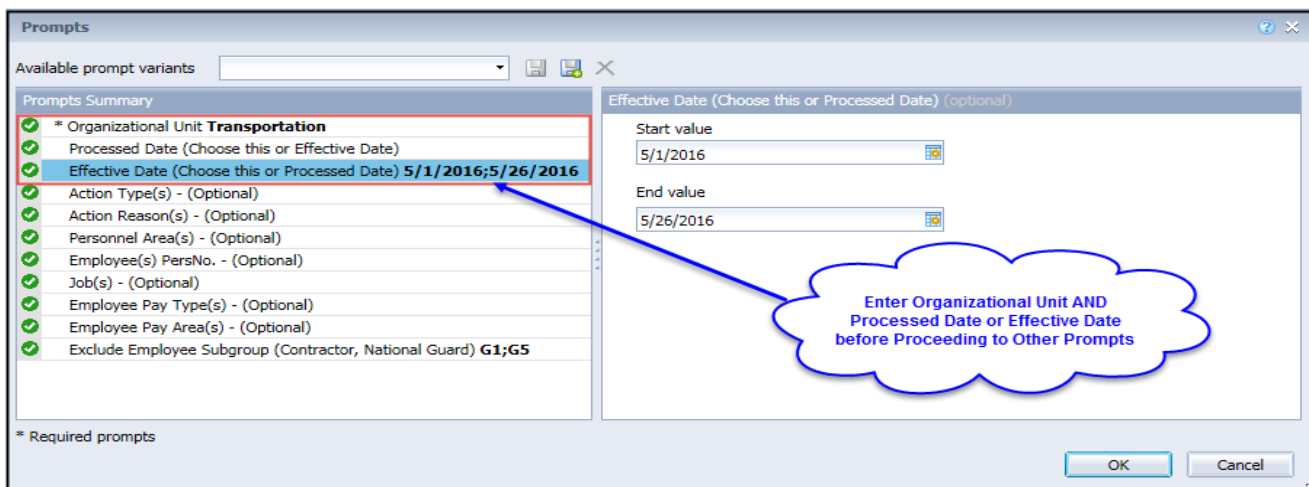 Prompts
Available prompt variants
Prompts Summary
* Organizational Unit Transportation
Processed Date (Choose this or Effective Date)
Effective Date (Choose this or Processed Date) 5/1/2016;5/26/2016
Action Type(s) - (Optional)
Action Reason(s) - (Optional)
Personnel Area(s) - (Optional)
Employee(s) PersNo. - (Optional)
Job(s) - (Optional)
Employee Pay Type(s) - (Optional)
Employee Pay Area(s) - (Optional)
Exclude Employee Subgroup (Contractor, National Guard) G1;G5
Effective Date (Choose this or Processed Date) (optional)
Start value
5/1/2016
End value
5/26/2016
Enter Organizational Unit AND
Processed Date or Effective Date
before Proceeding to Other Prompts
* Required prompts
OK
Cancel